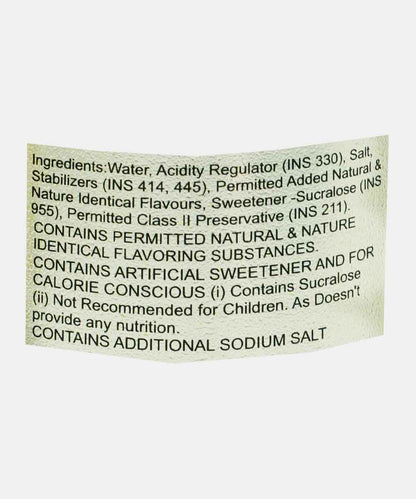 Ingredients:Water, Acidity Regulator (INS 330), Salt,
Stabilizers (INS 414, 445), Permitted Added Natural &
Nature Identical Flavours, Sweetener -Sucralose (INS
955), Permitted Class II Preservative (INS 211).
CONTAINS PERMITTED NATURAL & NATURE
IDENTICAL FLAVORING SUBSTANCES.
CONTAINS ARTIFICIAL SWEETENER AND FOR
CALORIE CONSCIOUS (i) Contains Sucralose
(ii) Not Recommended for Children. As Doesn't
provide any nutrition.
CONTAINS ADDITIONAL SODIUM SALT